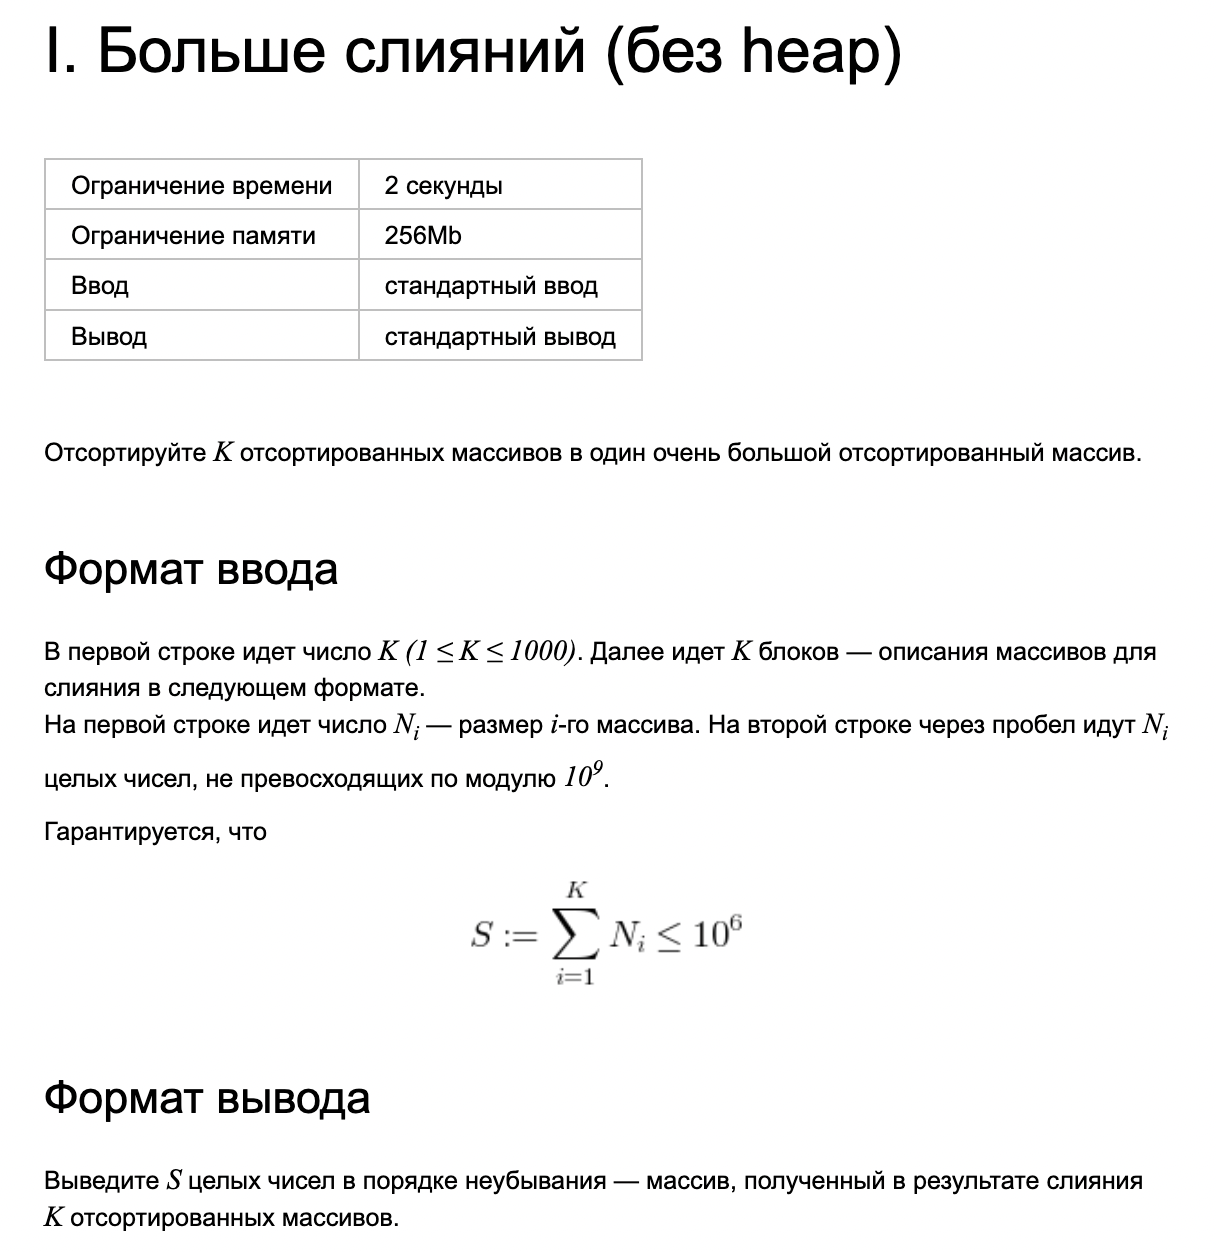 I. Больше слияний (без heap)
Ограничение времени 2 секунды
Ограничение памяти 256Mb
Ввод стандартный ввод
Вывод стандартный вывод
Отсортируйте K отсортированных массивов в один очень большой отсортированный массив.
Формат ввода
В первой строке идет число K (1 ≤ K ≤ 1000). Далее идет K блоков — описания массивов для
слияния в следующем формате.
На первой строке идет число N_i — размер i-го массива. На второй строке через пробел идут N_i
целых чисел, не превосходящих по модулю 10^9.
Гарантируется, что
S := \sum_{i=1}^{K} N_i ≤ 10^6
Формат вывода
Выведите S целых чисел в порядке неубывания — массив, полученный в результате слияния
K отсортированных массивов.